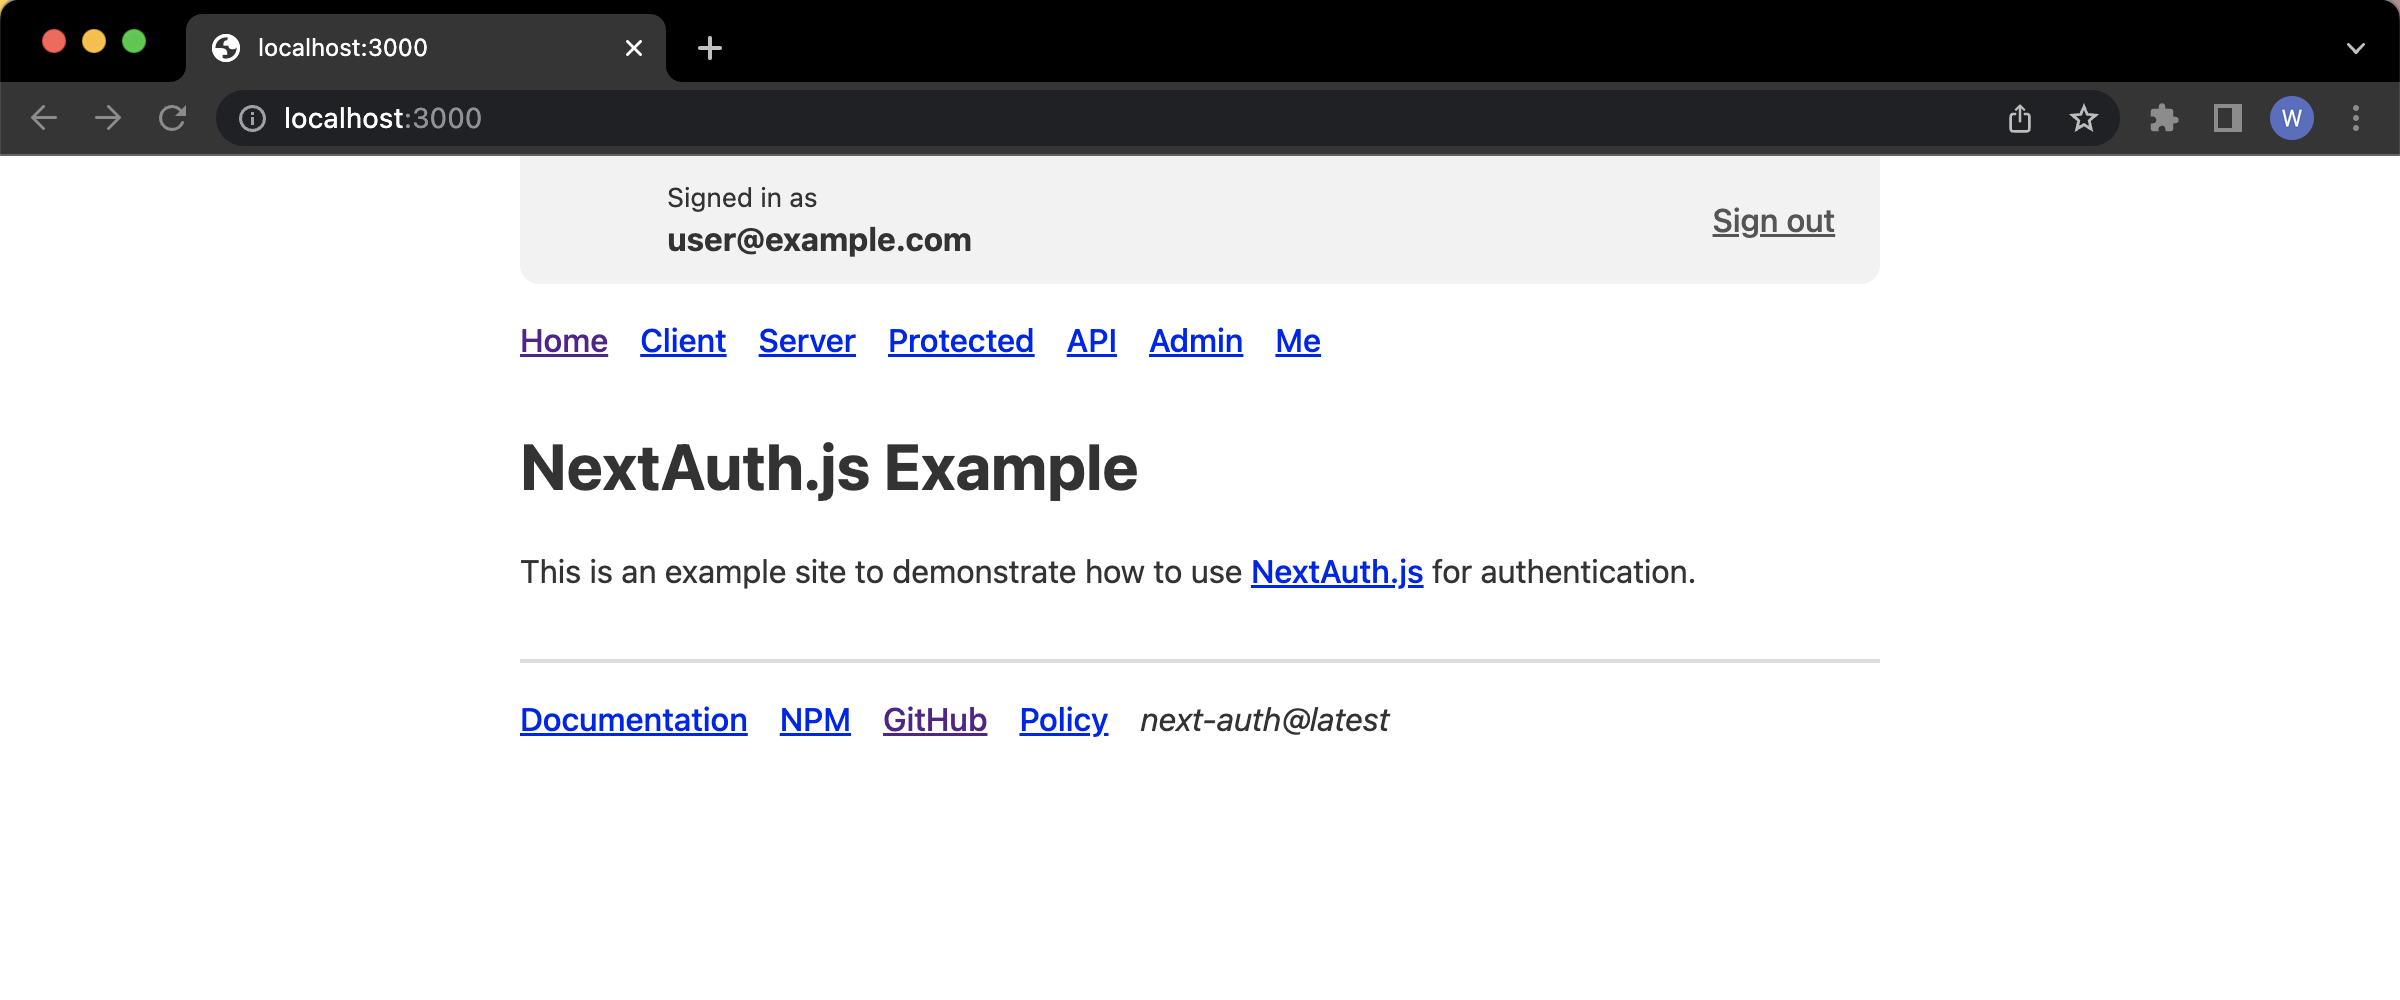 localhost:3000
localhost:3000
W
Signed in as
user@example.com
Sign out
Home Client Server Protected API Admin Me
NextAuth.js Example
This is an example site to demonstrate how to use NextAuth.js for authentication.
Documentation NPM GitHub Policy next-auth@latest